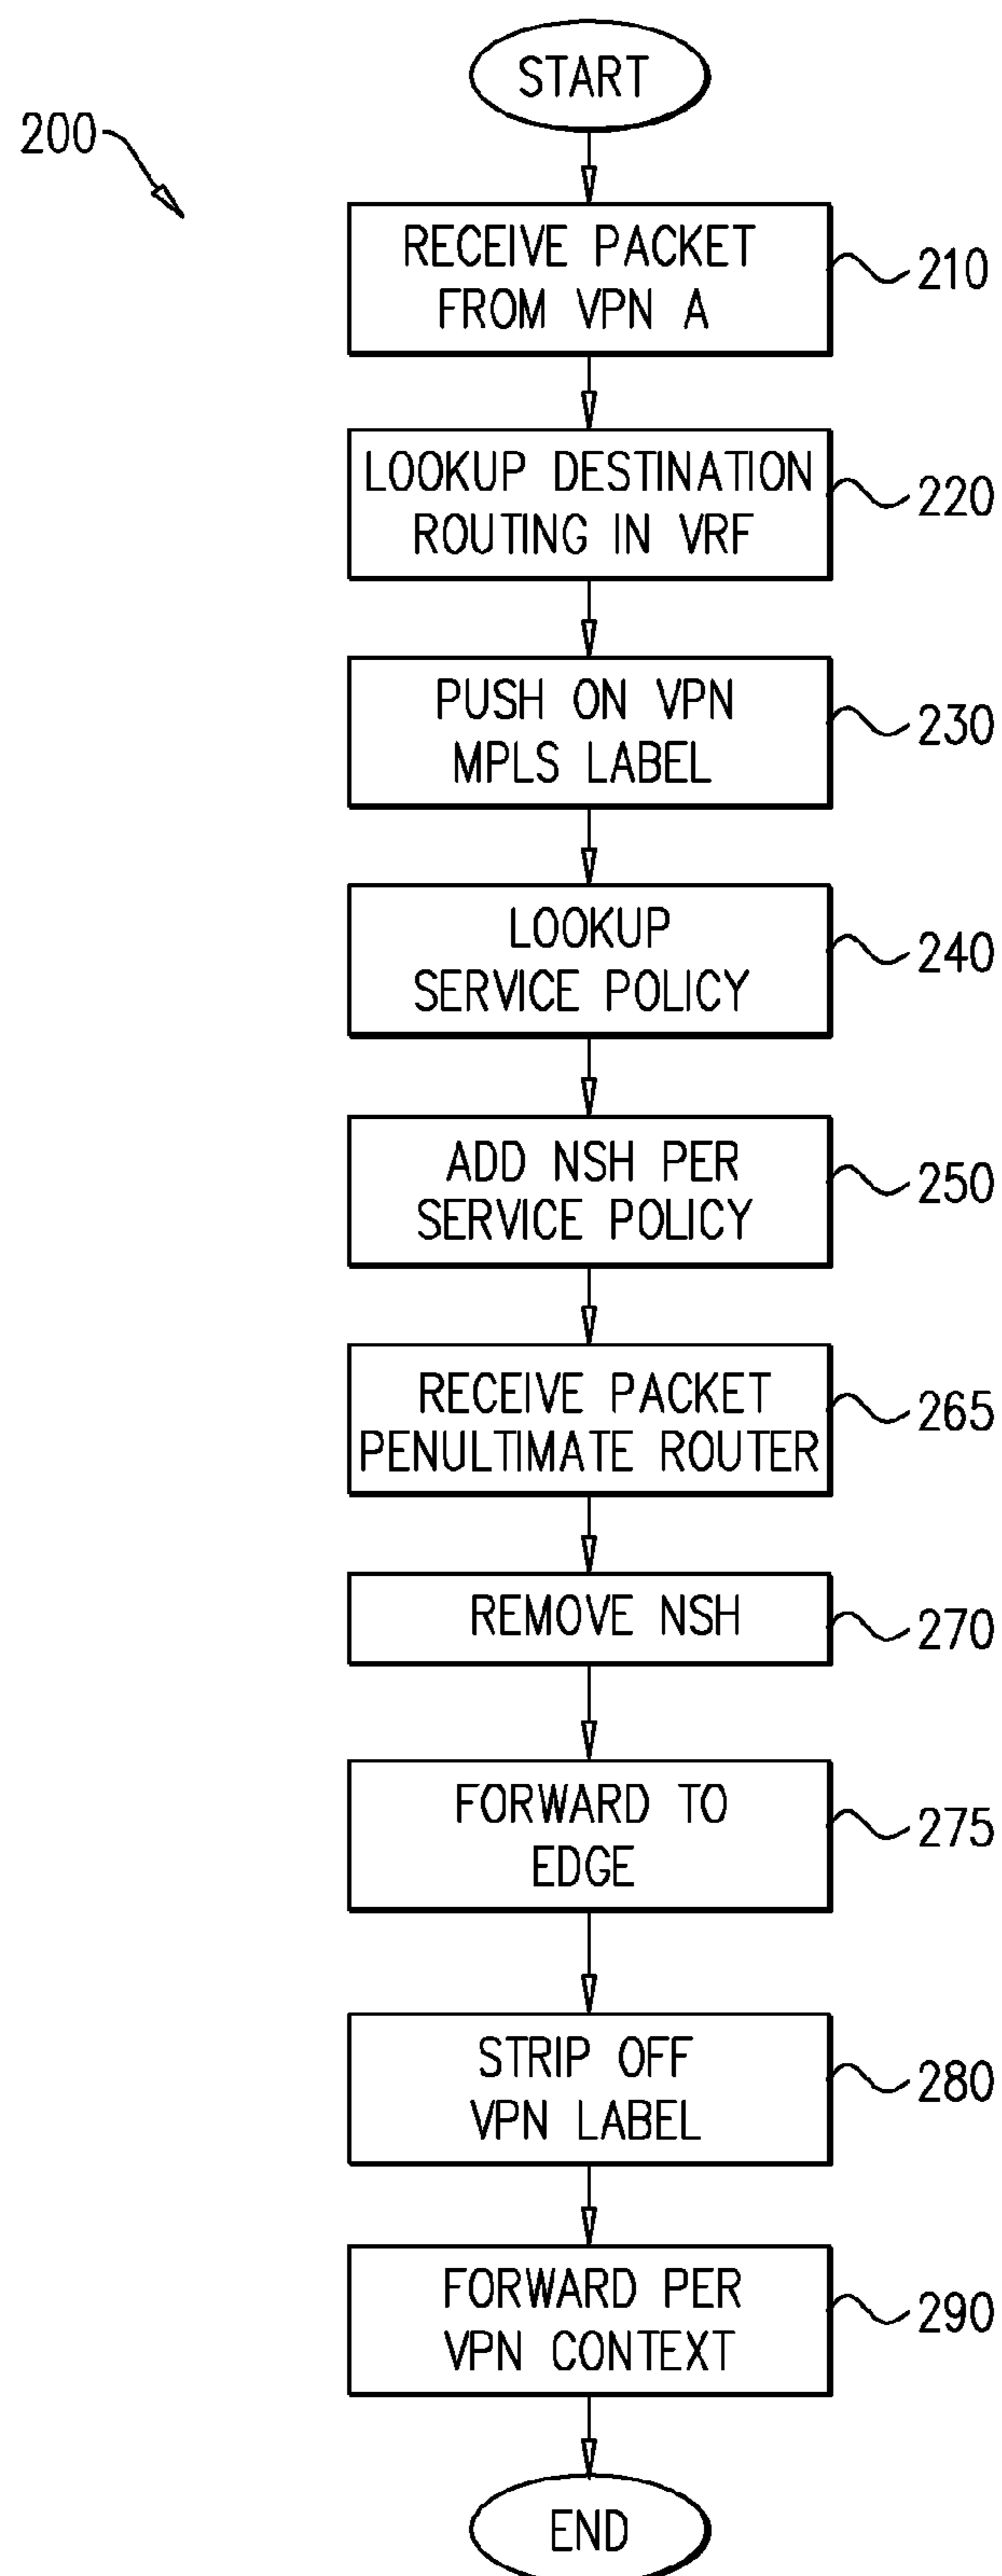 START
200
RECEIVE PACKET
FROM VPN A
210
LOOKUP DESTINATION
ROUTING IN VRF
220
PUSH ON VPN
MPLS LABEL
230
LOOKUP
SERVICE POLICY
240
ADD NSH PER
SERVICE POLICY
250
RECEIVE PACKET
PENULTIMATE ROUTER
265
REMOVE NSH
270
FORWARD TO
EDGE
275
STRIP OFF
VPN LABEL
280
FORWARD PER
VPN CONTEXT
290
END